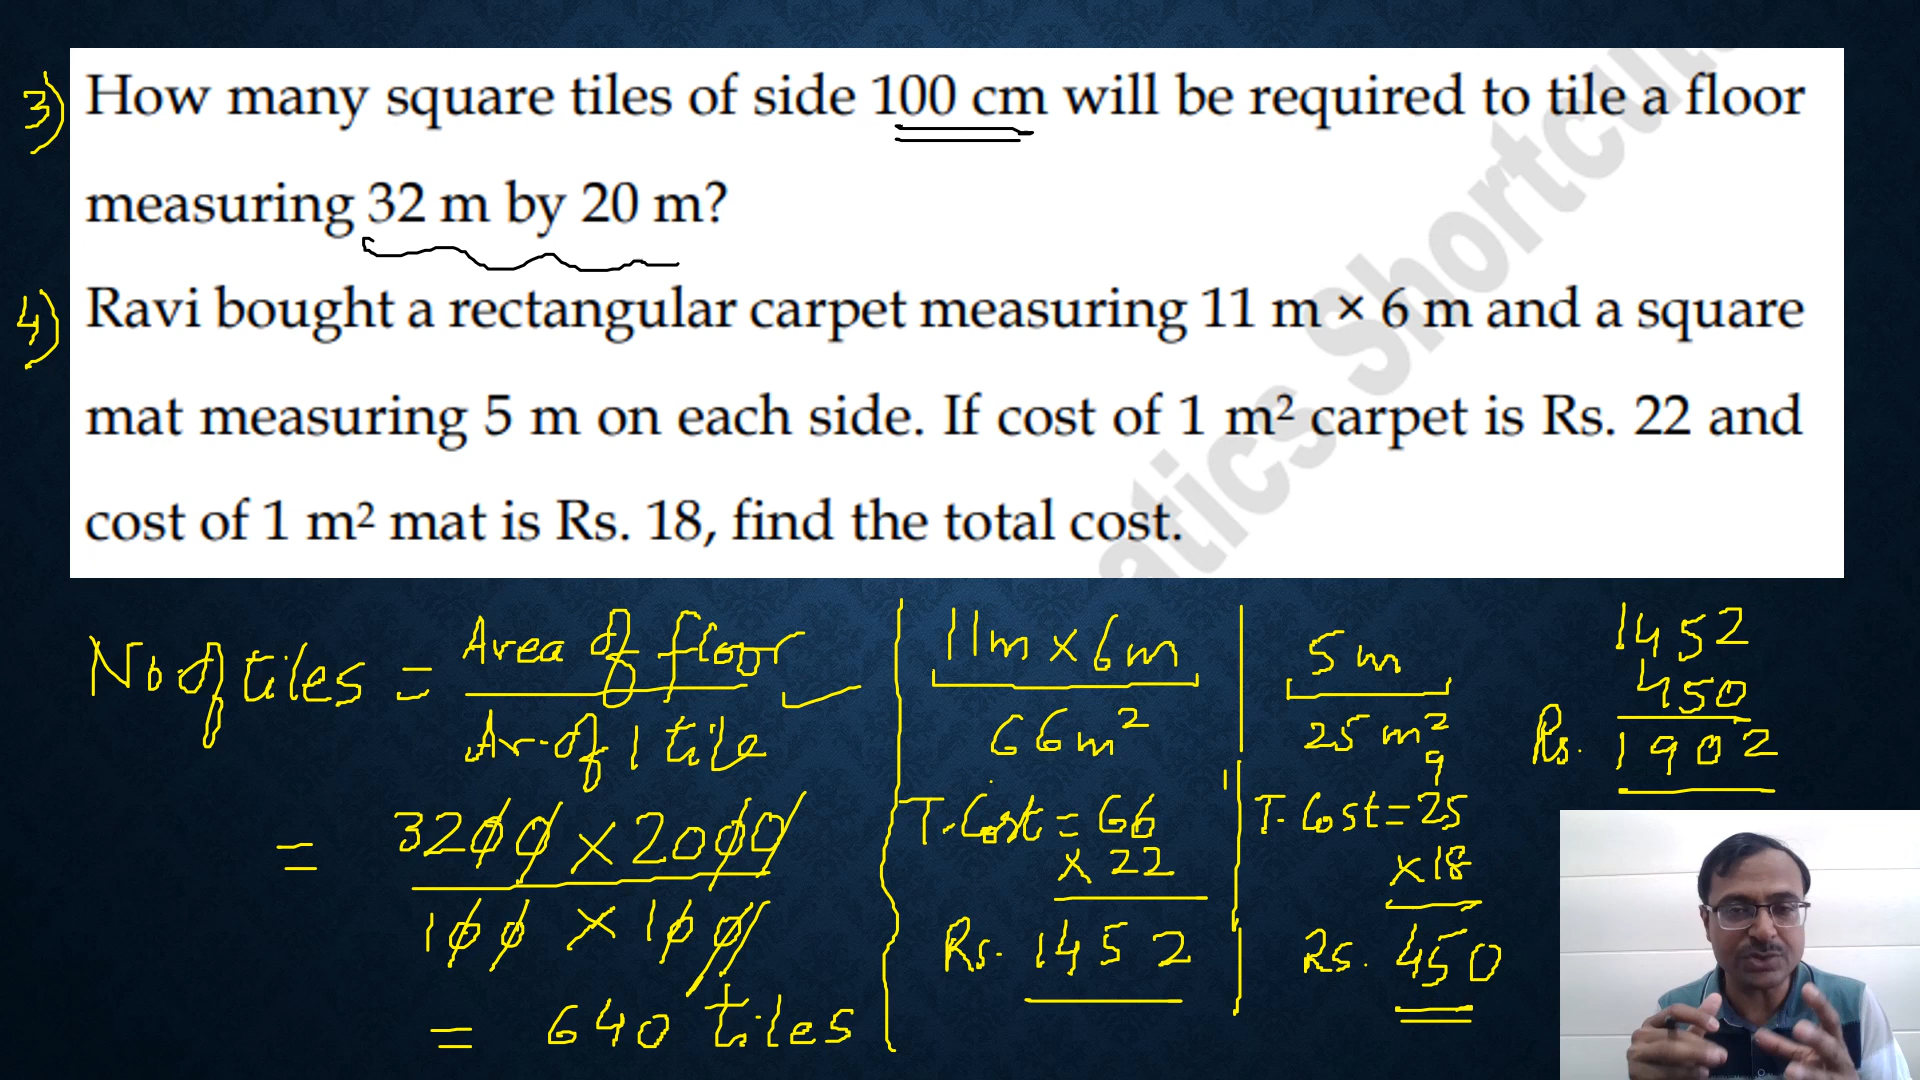 3) How many square tiles of side 100 cm will be required to tile a floor
measuring 32 m by 20 m?
4) Ravi bought a rectangular carpet measuring 11 m × 6 m and a square
mat measuring 5 m on each side. If cost of 1 m² carpet is Rs. 22 and
cost of 1 m² mat is Rs. 18, find the total cost.
atics Shortcut
No of tiles = Area of floor
Ar. of 1 tile
= 3200 × 2000
100 × 100
= 640 tiles
11m × 6m
66m²
T. Cost = 66
× 22
Rs. 1452
5m
25 m²
9
T. Cost = 25
× 18
Rs. 450
1452
450
Rs. 1902